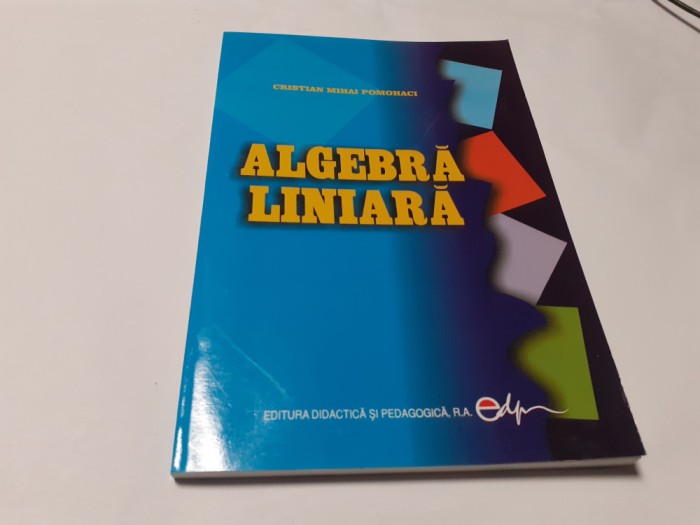 CRISTIAN MIHAI POMOHACI
ALGEBRĂ
LINIARĂ
EDITURA DIDACTICĂ ȘI PEDAGOGICĂ, R.A. edp